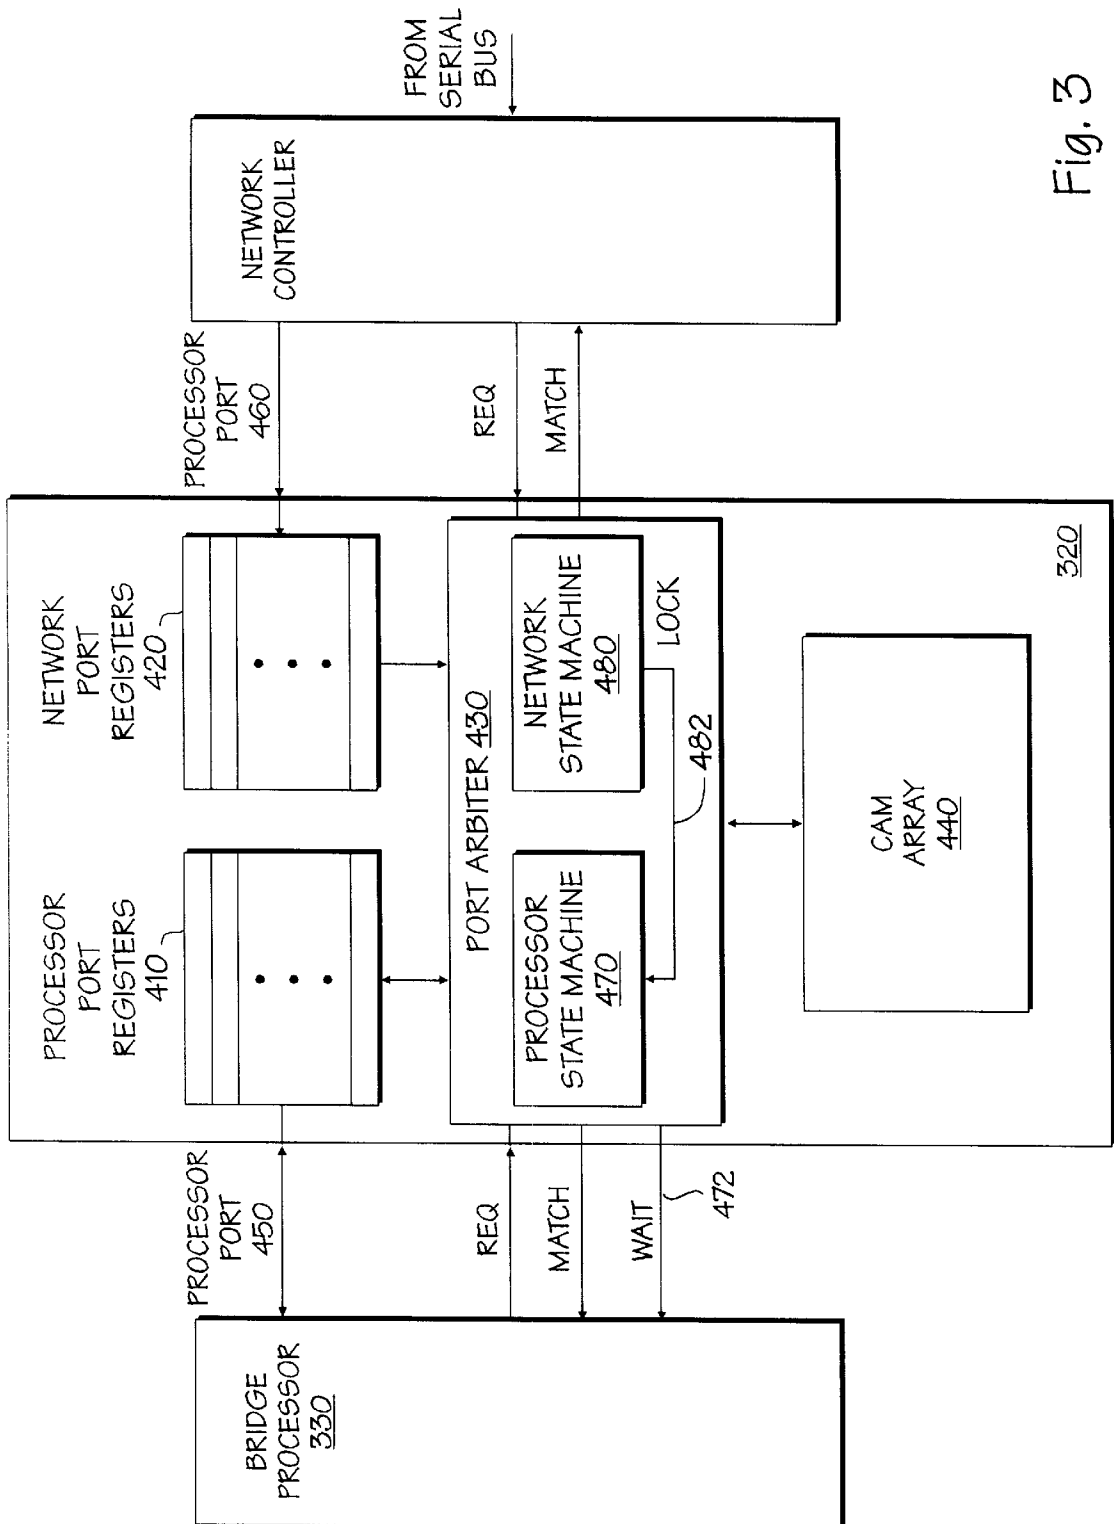 BRIDGE
PROCESSOR
330
PROCESSOR
PORT
450
REQ
MATCH
WAIT
472
PROCESSOR
PORT
REGISTERS
410
NETWORK
PORT
REGISTERS
420
PORT ARBITER 430
PROCESSOR
STATE MACHINE
470
NETWORK
STATE MACHINE
480
LOCK
482
CAM
ARRAY
440
320
PROCESSOR
PORT
460
REQ
MATCH
NETWORK
CONTROLLER
FROM
SERIAL
BUS
Fig. 3